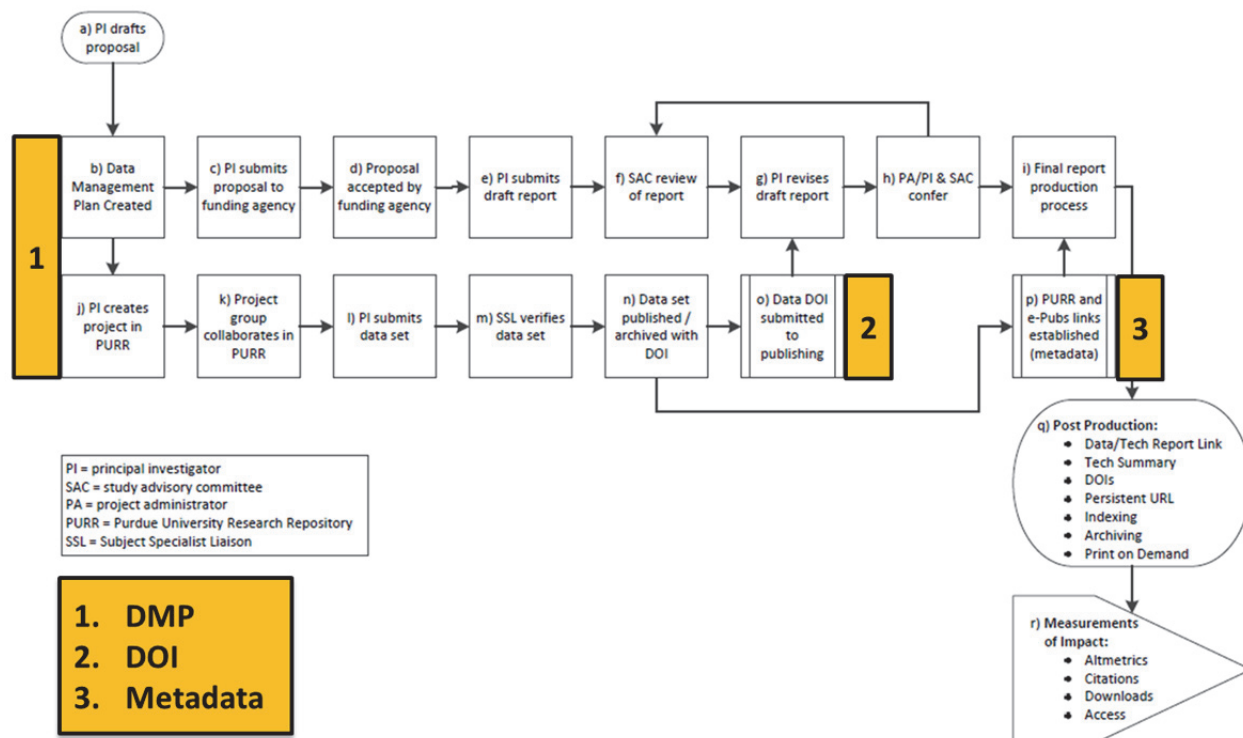 a) PI drafts
proposal
b) Data
Management
Plan Created
c) PI submits
proposal to
funding agency
d) Proposal
accepted by
funding agency
e) PI submits
draft report
f) SAC review
of report
g) PI revises
draft report
h) PA/PI & SAC
confer
i) Final report
production
process
1
j) PI creates
project in
PURR
k) Project
group
collaborates in
PURR
l) PI submits
data set
m) SSL verifies
data set
n) Data set
published /
archived with
DOI
o) Data DOI
submitted
to
publishing
2
p) PURR and
e-Pubs links
established
(metadata)
3
q) Post Production:
Data/Tech Report Link
Tech Summary
DOIs
Persistent URL
Indexing
Archiving
Print on Demand
PI = principal investigator
SAC = study advisory committee
PA = project administrator
PURR = Purdue University Research Repository
SSL = Subject Specialist Liaison
1. DMP
2. DOI
3. Metadata
r) Measurements
of Impact:
Altmetrics
Citations
Downloads
Access